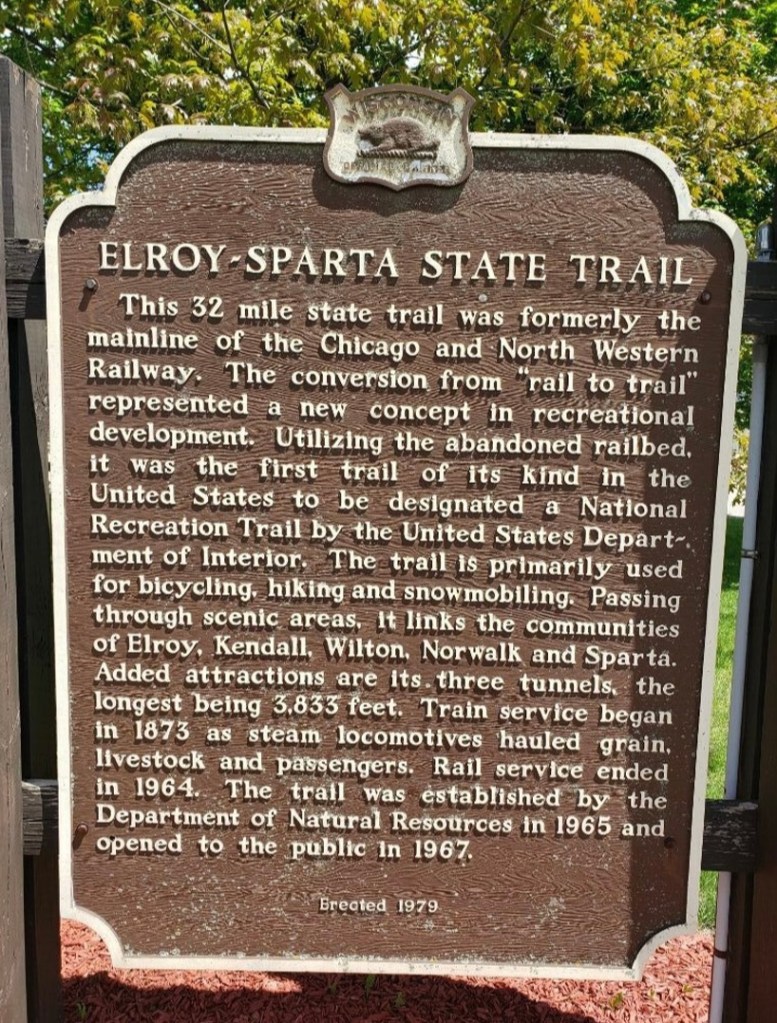 WISCONSIN
ELROY-SPARTA STATE TRAIL
This 32 mile state trail was formerly the
mainline of the Chicago and North Western
Railway. The conversion from "rail to trail"
represented a new concept in recreational
development. Utilizing the abandoned railbed,
it was the first trail of its kind in the
United States to be designated a National
Recreation Trail by the United States Depart-
ment of Interior. The trail is primarily used
for bicycling, hiking and snowmobiling. Passing
through scenic areas, it links the communities
of Elroy, Kendall, Wilton, Norwalk and Sparta.
Added attractions are its three tunnels, the
longest being 3,833 feet. Train service began
in 1873 as steam locomotives hauled grain,
livestock and passengers. Rail service ended
in 1964. The trail was established by the
Department of Natural Resources in 1965 and
opened to the public in 1967.
Erected 1979